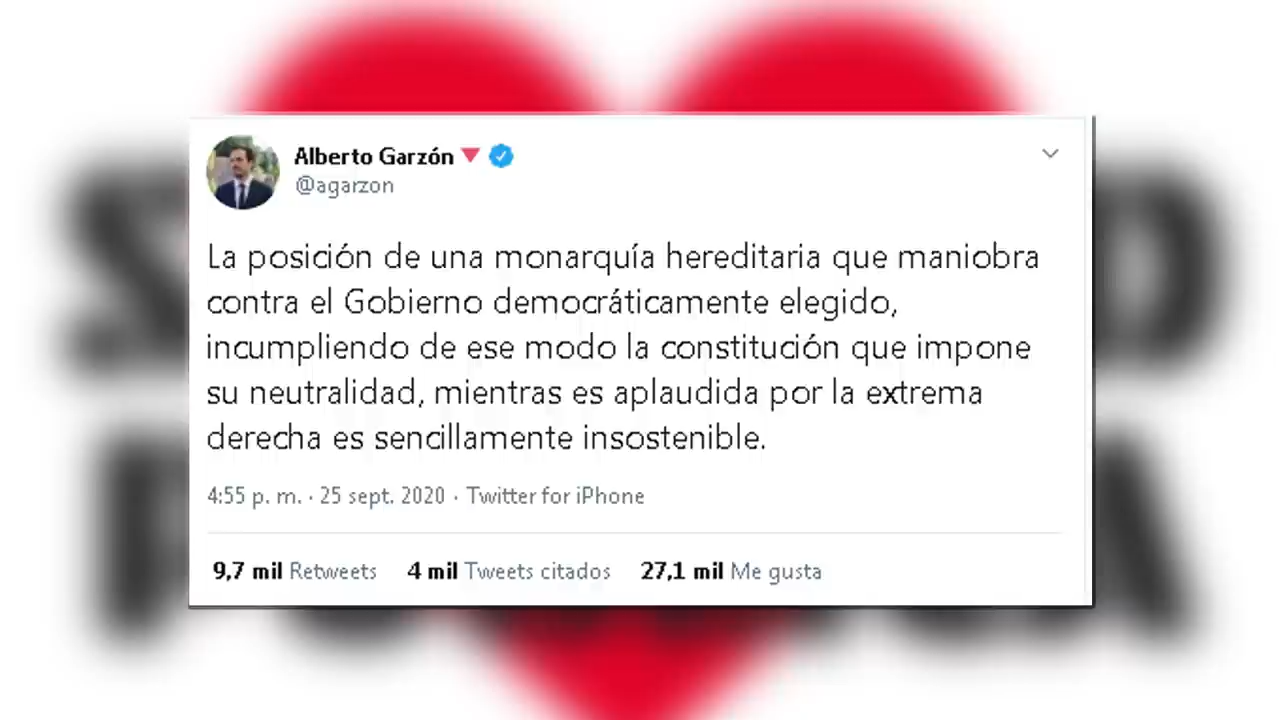 Alberto Garzón
@agarzon
La posición de una monarquía hereditaria que maniobra
contra el Gobierno democráticamente elegido,
incumpliendo de ese modo la constitución que impone
su neutralidad, mientras es aplaudida por la extrema
derecha es sencillamente insostenible.
4:55 p. m. · 25 sept. 2020 · Twitter for iPhone
9,7 mil Retweets 4 mil Tweets citados 27,1 mil Me gusta